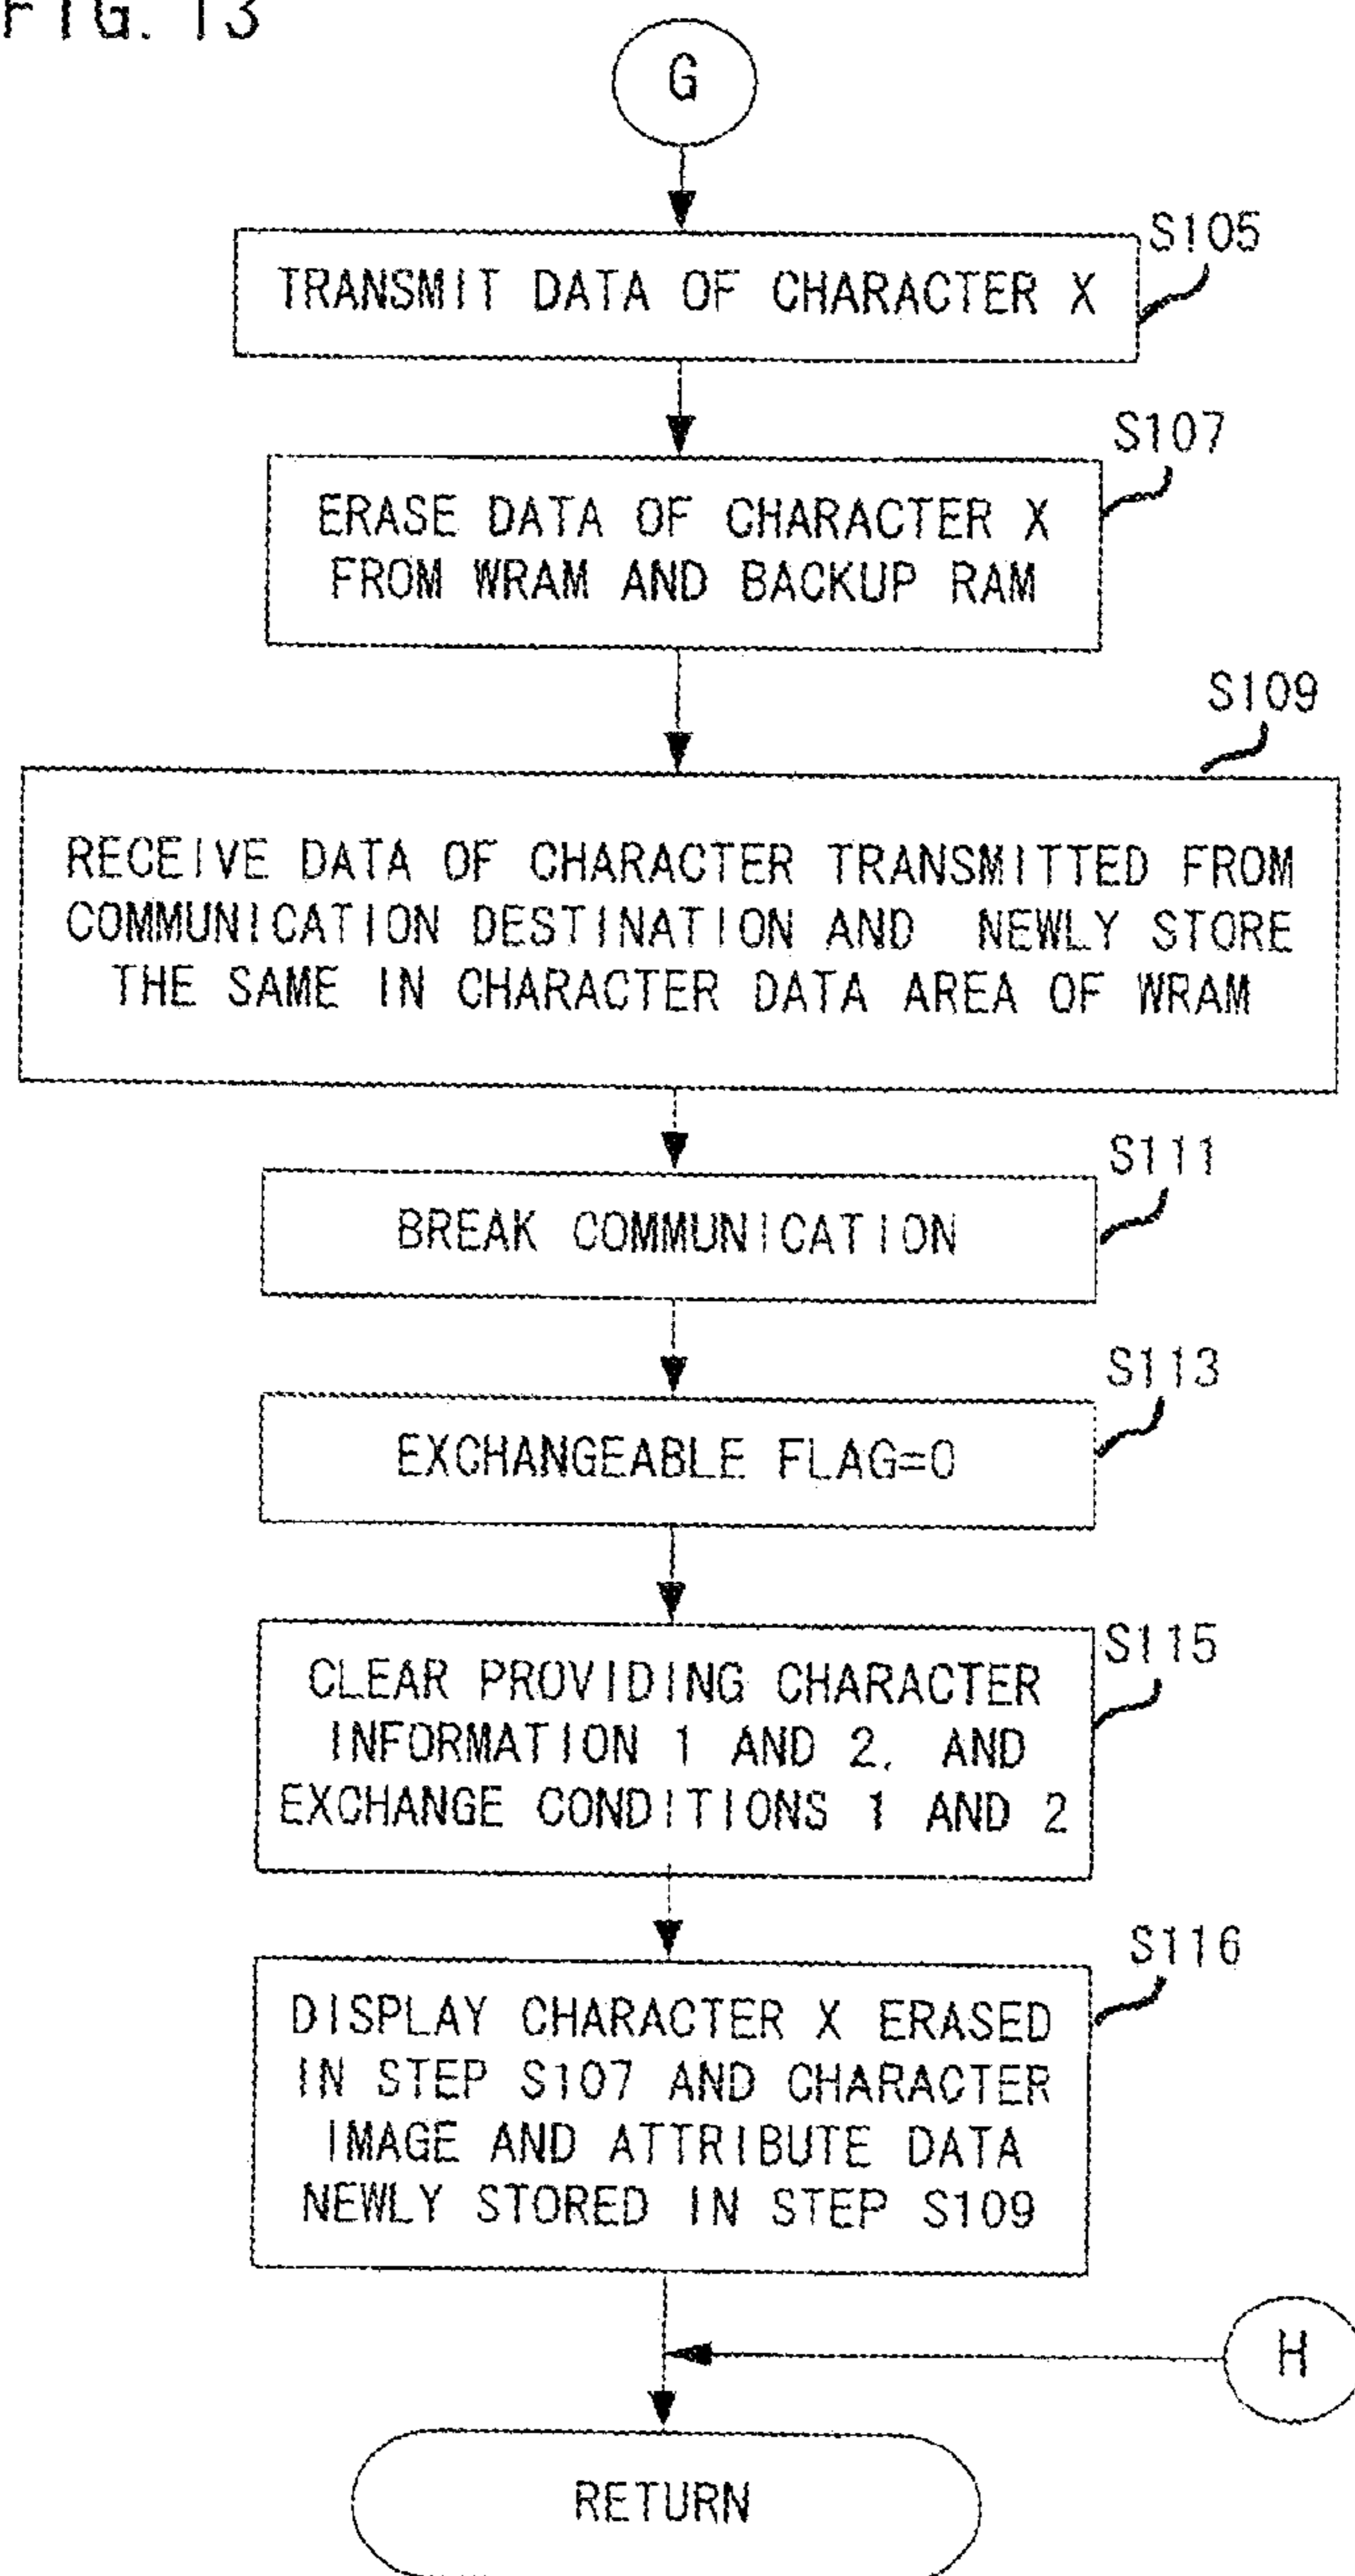 FIG. 13
G
S105
TRANSMIT DATA OF CHARACTER X
S107
ERASE DATA OF CHARACTER X
FROM WRAM AND BACKUP RAM
S109
RECEIVE DATA OF CHARACTER TRANSMITTED FROM
COMMUNICATION DESTINATION AND NEWLY STORE
THE SAME IN CHARACTER DATA AREA OF WRAM
S111
BREAK COMMUNICATION
S113
EXCHANGEABLE FLAG=0
S115
CLEAR PROVIDING CHARACTER
INFORMATION 1 AND 2, AND
EXCHANGE CONDITIONS 1 AND 2
S116
DISPLAY CHARACTER X ERASED
IN STEP S107 AND CHARACTER
IMAGE AND ATTRIBUTE DATA
NEWLY STORED IN STEP S109
H
RETURN